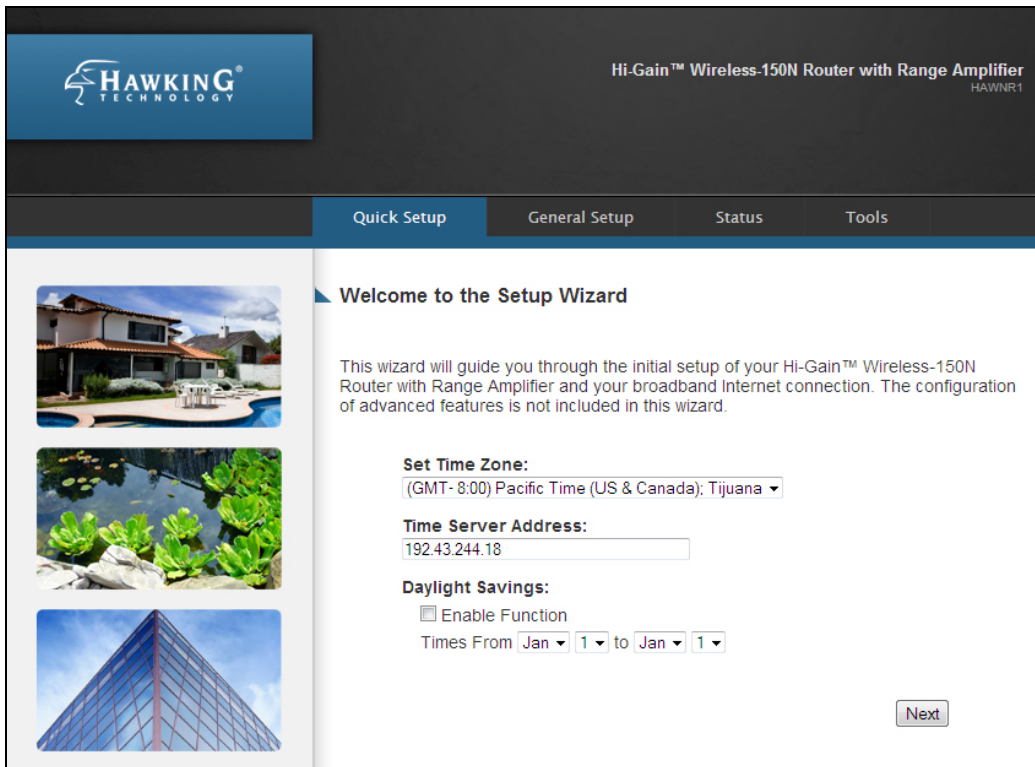 HAWKING®
TECHNOLOGY
Hi-Gain™ Wireless-150N Router with Range Amplifier
HAWNR1
Quick Setup General Setup Status Tools
Welcome to the Setup Wizard
This wizard will guide you through the initial setup of your Hi-Gain™ Wireless-150N
Router with Range Amplifier and your broadband Internet connection. The configuration
of advanced features is not included in this wizard.
Set Time Zone:
(GMT- 8:00) Pacific Time (US & Canada); Tijuana
Time Server Address:
192.43.244.18
Daylight Savings:
Enable Function
Times From Jan 1 to Jan 1
Next